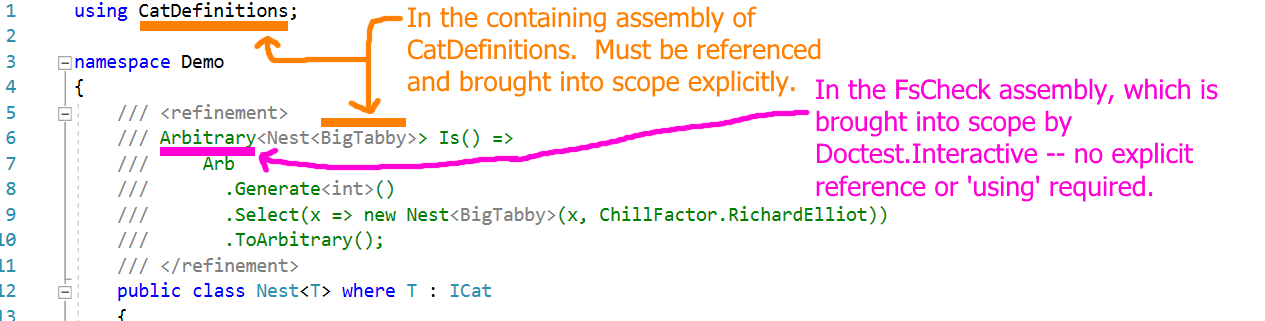 1 using CatDefinitions;
2
3 namespace Demo
4 {
5 /// <refinement>
6 /// Arbitrary<Nest<BigTabby>> Is() =>
7 /// Arb
8 /// .Generate<int>()
9 /// .Select(x => new Nest<BigTabby>(x, ChillFactor.RichardElliot))
10 /// .ToArbitrary();
11 /// </refinement>
12 public class Nest<T> where T : ICat
13 {
In the containing assembly of
CatDefinitions. Must be referenced
and brought into scope explicitly.
In the FsCheck assembly, which is
brought into scope by
Doctest.Interactive -- no explicit
reference or 'using' required.